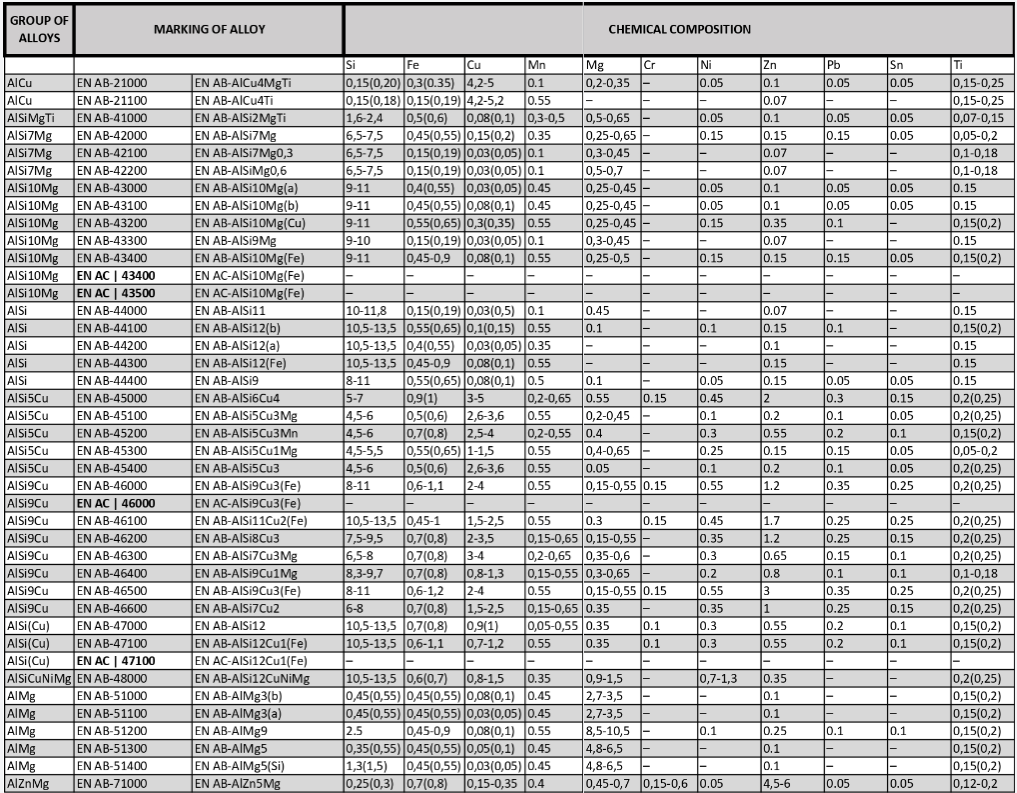 GROUP OF ALLOYS MARKING OF ALLOY CHEMICAL COMPOSITION
Si Fe Cu Mn Mg Cr Ni Zn Pb Sn Ti
AlCu EN AB-21000 EN AB-AlCu4MgTi 0,15(0,20) 0,3(0.35) 4,2-5 0.1 0,2-0,35 – 0.05 0.1 0.05 0.05 0,15-0,25
AlCu EN AB-21100 EN AB-AlCu4Ti 0,15(0,18) 0,15(0,19) 4,2-5,2 0.55 – – – 0.07 – – 0,15-0,25
AlSiMgTi EN AB-41000 EN AB-AlSi2MgTi 1,6-2,4 0,5(0,6) 0,08(0,1) 0,3-0,5 0,5-0,65 – 0.05 0.1 0.05 0.05 0,07-0,15
AlSi7Mg EN AB-42000 EN AB-AlSi7Mg 6,5-7,5 0,45(0,55) 0,15(0,2) 0.35 0,25-0,65 – 0.15 0.15 0.15 0.05 0,05-0,2
AlSi7Mg EN AB-42100 EN AB-AlSi7Mg0,3 6,5-7,5 0,15(0,19) 0,03(0,05) 0.1 0,3-0,45 – – 0.07 – – 0,1-0,18
AlSi7Mg EN AB-42200 EN AB-AlSiMg0,6 6,5-7,5 0,15(0,19) 0,03(0,05) 0.1 0,5-0,7 – – 0.07 – – 0,1-0,18
AlSi10Mg EN AB-43000 EN AB-AlSi10Mg(a) 9-11 0,4(0,55) 0,03(0,05) 0.45 0,25-0,45 – 0.05 0.1 0.05 0.05 0.15
AlSi10Mg EN AB-43100 EN AB-AlSi10Mg(b) 9-11 0,45(0,55) 0,08(0,1) 0.45 0,25-0,45 – 0.05 0.1 0.05 0.05 0.15
AlSi10Mg EN AB-43200 EN AB-AlSi10Mg(Cu) 9-11 0,55(0,65) 0,3(0,35) 0.55 0,25-0,45 – 0.15 0.35 0.1 – 0,15(0,2)
AlSi10Mg EN AB-43300 EN AB-AlSi9Mg 9-10 0,15(0,19) 0,03(0,05) 0.1 0,3-0,45 – – 0.07 – – 0.15
AlSi10Mg EN AB-43400 EN AB-AlSi10Mg(Fe) 9-11 0,45-0,9 0,08(0,1) 0.55 0,25-0,5 – 0.15 0.15 0.15 0.05 0,15(0,2)
AlSi10Mg EN AC | 43400 EN AC-AlSi10Mg(Fe) – – – – – – – – – – –
AlSi10Mg EN AC | 43500 EN AC-AlSi10Mg(Fe) – – – – – – – – – – –
AlSi EN AB-44000 EN AB-AlSi11 10-11,8 0,15(0,19) 0,03(0,5) 0.1 0.45 – – 0.07 – – 0.15
AlSi EN AB-44100 EN AB-AlSi12(b) 10,5-13,5 0,55(0,65) 0,1(0,15) 0.55 0.1 – 0.1 0.15 0.1 – 0,15(0,2)
AlSi EN AB-44200 EN AB-AlSi12(a) 10,5-13,5 0,4(0,55) 0,03(0,05) 0.35 – – – 0.1 – – 0.15
AlSi EN AB-44300 EN AB-AlSi12(Fe) 10,5-13,5 0,45-0,9 0,08(0,1) 0.55 – – – 0.15 – – 0.15
AlSi EN AB-44400 EN AB-AlSi9 8-11 0,55(0,65) 0,08(0,1) 0.5 0.1 – 0.05 0.15 0.05 0.05 0.15
AlSi5Cu EN AB-45000 EN AB-AlSi6Cu4 5-7 0,9(1) 3-5 0,2-0,65 0.55 0.15 0.45 2 0.3 0.15 0,2(0,25)
AlSi5Cu EN AB-45100 EN AB-AlSi5Cu3Mg 4,5-6 0,5(0,6) 2,6-3,6 0.55 0,2-0,45 – 0.1 0.2 0.1 0.05 0,2(0,25)
AlSi5Cu EN AB-45200 EN AB-AlSi5Cu3Mn 4,5-6 0,7(0,8) 2,5-4 0,2-0,55 0.4 – 0.3 0.55 0.2 0.1 0,15(0,2)
AlSi5Cu EN AB-45300 EN AB-AlSi5Cu1Mg 4,5-5,5 0,55(0,65) 1-1,5 0.55 0,4-0,65 – 0.25 0.15 0.15 0.05 0,05-0,2
AlSi5Cu EN AB-45400 EN AB-AlSi5Cu3 4,5-6 0,5(0,6) 2,6-3,6 0.55 0.05 – 0.1 0.2 0.1 0.05 0,2(0,25)
AlSi9Cu EN AB-46000 EN AB-AlSi9Cu3(Fe) 8-11 0,6-1,1 2-4 0.55 0,15-0,55 0.15 0.55 1.2 0.35 0.25 0,2(0,25)
AlSi9Cu EN AC | 46000 EN AC-AlSi9Cu3(Fe) – – – – – – – – – – –
AlSi9Cu EN AB-46100 EN AB-AlSi11Cu2(Fe) 10,5-13,5 0,45-1 1,5-2,5 0.55 0.3 0.15 0.45 1.7 0.25 0.25 0,2(0,25)
AlSi9Cu EN AB-46200 EN AB-AlSi8Cu3 7,5-9,5 0,7(0,8) 2-3,5 0,15-0,65 0,15-0,55 – 0.35 1.2 0.25 0.15 0,2(0,25)
AlSi9Cu EN AB-46300 EN AB-AlSi7Cu3Mg 6,5-8 0,7(0,8) 3-4 0,2-0,65 0,35-0,6 – 0.3 0.65 0.15 0.1 0,2(0,25)
AlSi9Cu EN AB-46400 EN AB-AlSi9Cu1Mg 8,3-9,7 0,7(0,8) 0,8-1,3 0,15-0,55 0,3-0,65 – 0.2 0.8 0.1 0.1 0,1-0,18
AlSi9Cu EN AB-46500 EN AB-AlSi9Cu3(Fe) 8-11 0,6-1,2 2-4 0.55 0,15-0,55 0.15 0.55 3 0.35 0.25 0,2(0,25)
AlSi9Cu EN AB-46600 EN AB-AlSi7Cu2 6-8 0,7(0,8) 1,5-2,5 0,15-0,65 0.35 – 0.35 1 0.25 0.15 0,2(0,25)
AlSi(Cu) EN AB-47000 EN AB-AlSi12 10,5-13,5 0,7(0,8) 0,9(1) 0,05-0,55 0.35 0.1 0.3 0.55 0.2 0.1 0,15(0,2)
AlSi(Cu) EN AB-47100 EN AB-AlSi12Cu1(Fe) 10,5-13,5 0,6-1,1 0,7-1,2 0.55 0.35 0.1 0.3 0.55 0.2 0.1 0,15(0,2)
AlSi(Cu) EN AC | 47100 EN AC-AlSi12Cu1(Fe) – – – – – – – – – – –
AlSiCuNiMg EN AB-48000 EN AB-AlSi12CuNiMg 10,5-13,5 0,6(0,7) 0,8-1,5 0.35 0,9-1,5 – 0,7-1,3 0.35 – – 0,2(0,25)
AlMg EN AB-51000 EN AB-AlMg3(b) 0,45(0,55) 0,45(0,55) 0,08(0,1) 0.45 2,7-3,5 – – 0.1 – – 0,15(0,2)
AlMg EN AB-51100 EN AB-AlMg3(a) 0,45(0,55) 0,45(0,55) 0,03(0,05) 0.45 2,7-3,5 – – 0.1 – – 0,15(0,2)
AlMg EN AB-51200 EN AB-AlMg9 2.5 0,45-0,9 0,08(0,1) 0.55 8,5-10,5 – 0.1 0.25 0.1 0.1 0,15(0,2)
AlMg EN AB-51300 EN AB-AlMg5 0,35(0,55) 0,45(0,55) 0,05(0,1) 0.45 4,8-6,5 – – 0.1 – – 0,15(0,2)
AlMg EN AB-51400 EN AB-AlMg5(Si) 1,3(1,5) 0,45(0,55) 0,03(0,05) 0.45 4,8-6,5 – – 0.1 – – 0,15(0,2)
AlZnMg EN AB-71000 EN AB-AlZn5Mg 0,25(0,3) 0,7(0,8) 0,15-0,35 0.4 0,45-0,7 0,15-0,6 0.05 4,5-6 0.05 0.05 0,12-0,2